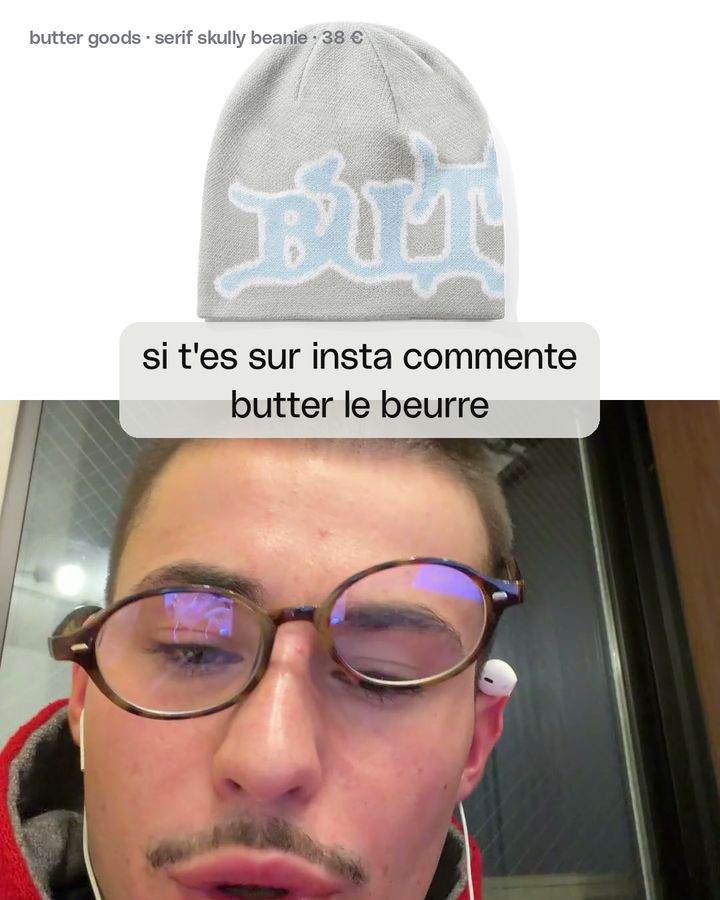 butter goods · serif skully beanie · 38 €
BUT
si t'es sur insta commente
butter le beurre